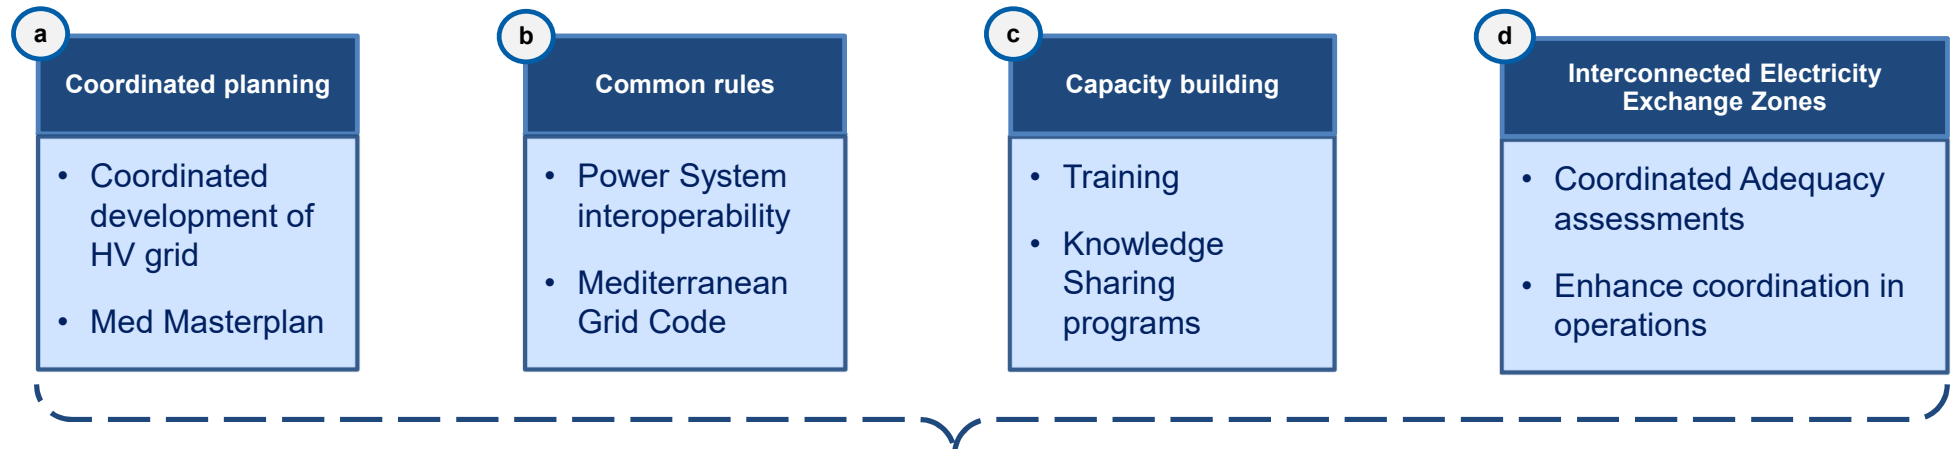 a
Coordinated planning
• Coordinated
development of
HV grid
• Med Masterplan
b
Common rules
• Power System
interoperability
• Mediterranean
Grid Code
c
Capacity building
• Training
• Knowledge
Sharing
programs
d
Interconnected Electricity
Exchange Zones
• Coordinated Adequacy
assessments
• Enhance coordination in
operations